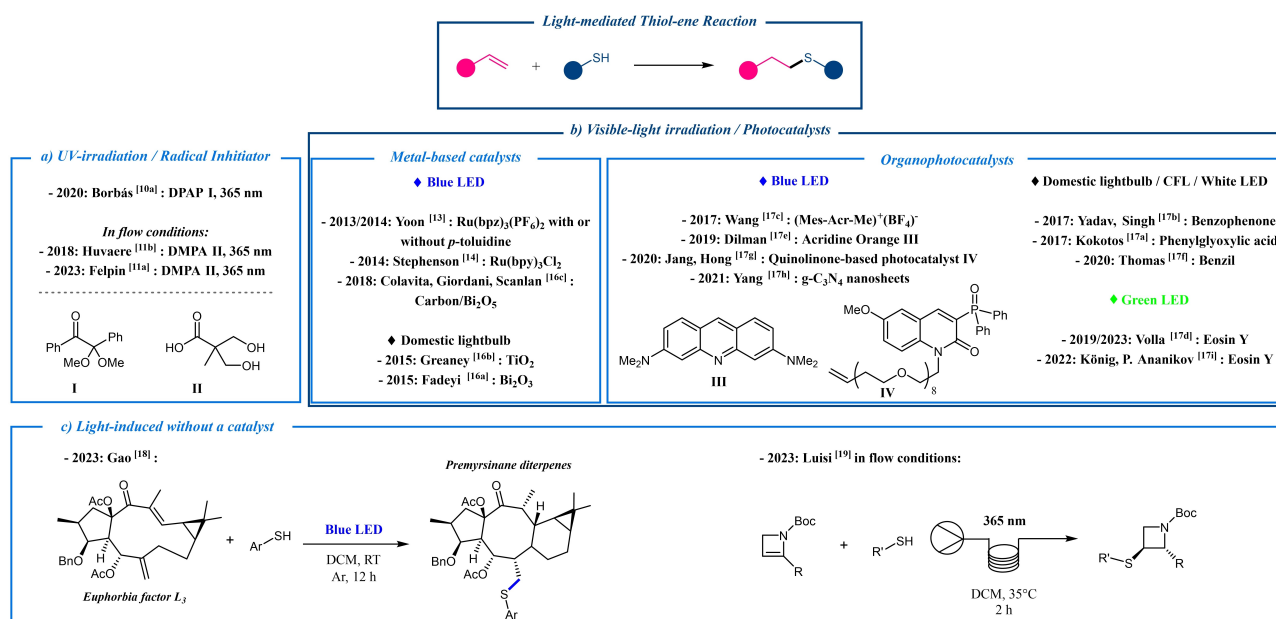 Light-mediated Thiol-ene Reaction
+
SH
S
b) Visible-light irradiation / Photocatalysts
a) UV-irradiation / Radical Inhitiator
- 2020: Borbás [10a] : DPAP I, 365 nm
In flow conditions:
- 2018: Huvaere [11b] : DMPA II, 365 nm
- 2023: Felpin [11a] : DMPA II, 365 nm
O
Ph
Ph
MeO
OMe
I
O
HO
OH
HO
II
Metal-based catalysts
♦ Blue LED
- 2013/2014: Yoon [13] : Ru(bpz)3(PF6)2 with or
without p-toluidine
- 2014: Stephenson [14] : Ru(bpy)3Cl2
- 2018: Colavita, Giordani, Scanlan [16c] :
Carbon/Bi2O5
♦ Domestic lightbulb
- 2015: Greaney [16b] : TiO2
- 2015: Fadeyi [16a] : Bi2O3
Organophotocatalysts
♦ Blue LED
- 2017: Wang [17c] : (Mes-Acr-Me)+(BF4)-
- 2019: Dilman [17e] : Acridine Orange III
- 2020: Jang, Hong [17g] : Quinolinone-based photocatalyst IV
- 2021: Yang [17h] : g-C3N4 nanosheets
Me2N
N
NMe2
III
MeO
O
P
Ph
Ph
N
O
O
8
IV
♦ Domestic lightbulb / CFL / White LED
- 2017: Yadav, Singh [17b] : Benzophenone
- 2017: Kokotos [17a] : Phenylglyoxylic acid
- 2020: Thomas [17f] : Benzil
♦ Green LED
- 2019/2023: Volla [17d] : Eosin Y
- 2022: König, P. Ananikov [17i] : Eosin Y
c) Light-induced without a catalyst
- 2023: Gao [18] :
AcO
O
H
BnO
AcO
Euphorbia factor L3
+
Ar
SH
Blue LED
DCM, RT
Ar, 12 h
Premyrsinane diterpenes
AcO
O
H
H
BnO
AcO
S
Ar
- 2023: Luisi [19] in flow conditions:
Boc
N
R
+
R'
SH
365 nm
DCM, 35°C
2 h
Boc
N
R'
S
R